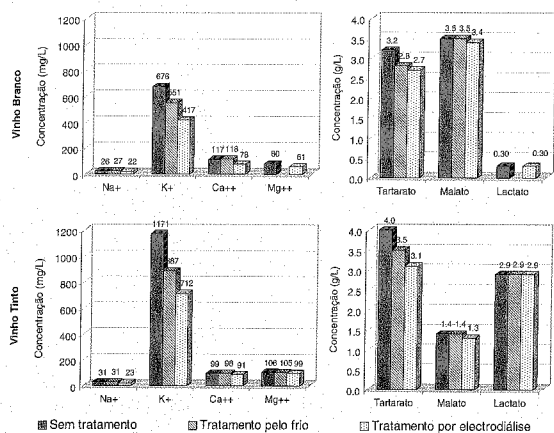 Vinho Branco
Concentração (mg/L)
1200
1000
800
600
400
200
0
676
551
417
26 27 22
117 118
78
80
61
Na+ K+ Ca++ Mg++
Concentração (g/L)
4.0
3.5
3.0
2.5
2.0
1.5
1.0
0.5
0.0
3.2
2.8
2.7
3.5 3.5 3.4
0.30 0.30
Tartarato Malato Lactato
Vinho Tinto
Concentração (mg/L)
1200
1000
800
600
400
200
0
1171
887
712
31 31 23
99 98 91
106 105 99
Na+ K+ Ca++ Mg++
Concentração (g/L)
4.0
3.5
3.0
2.5
2.0
1.5
1.0
0.5
0.0
4.0
3.5
3.1
1.4 1.4 1.3
2.9 2.9 2.9
Tartarato Malato Lactato
Sem tratamento Tratamento pelo frio Tratamento por electrodiálise